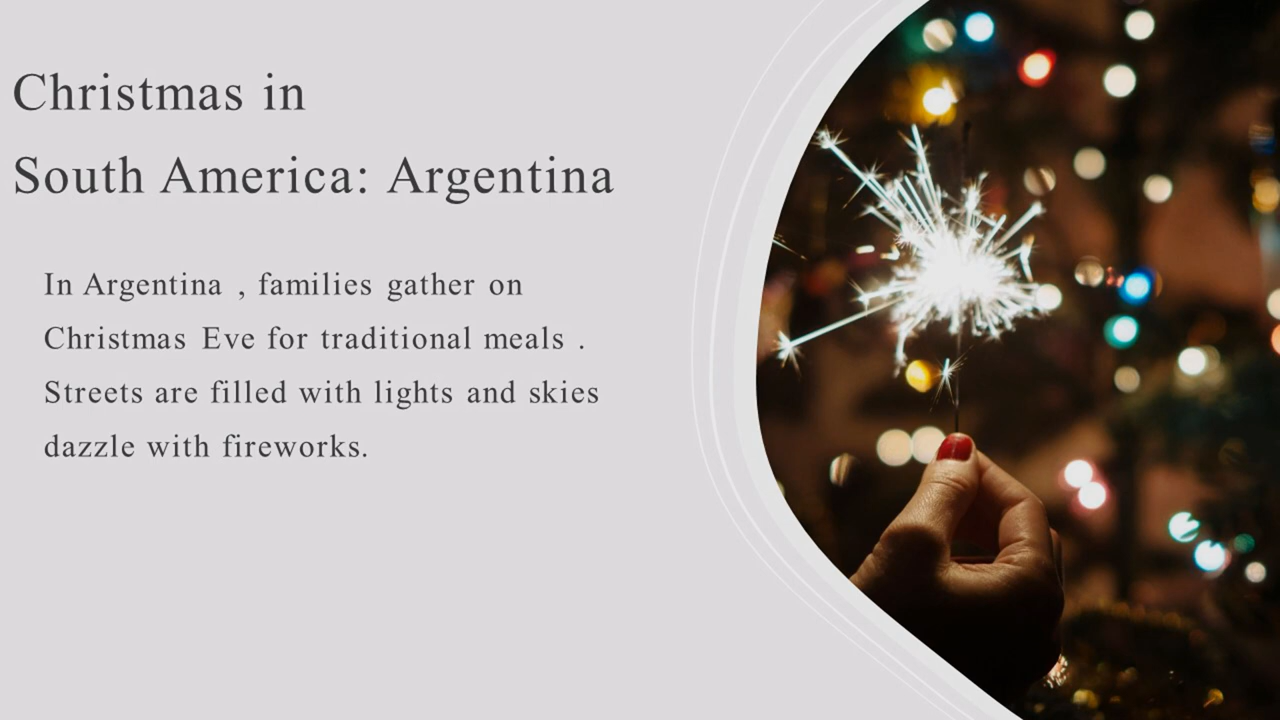 Christmas in
South America: Argentina
In Argentina , families gather on
Christmas Eve for traditional meals .
Streets are filled with lights and skies
dazzle with fireworks.